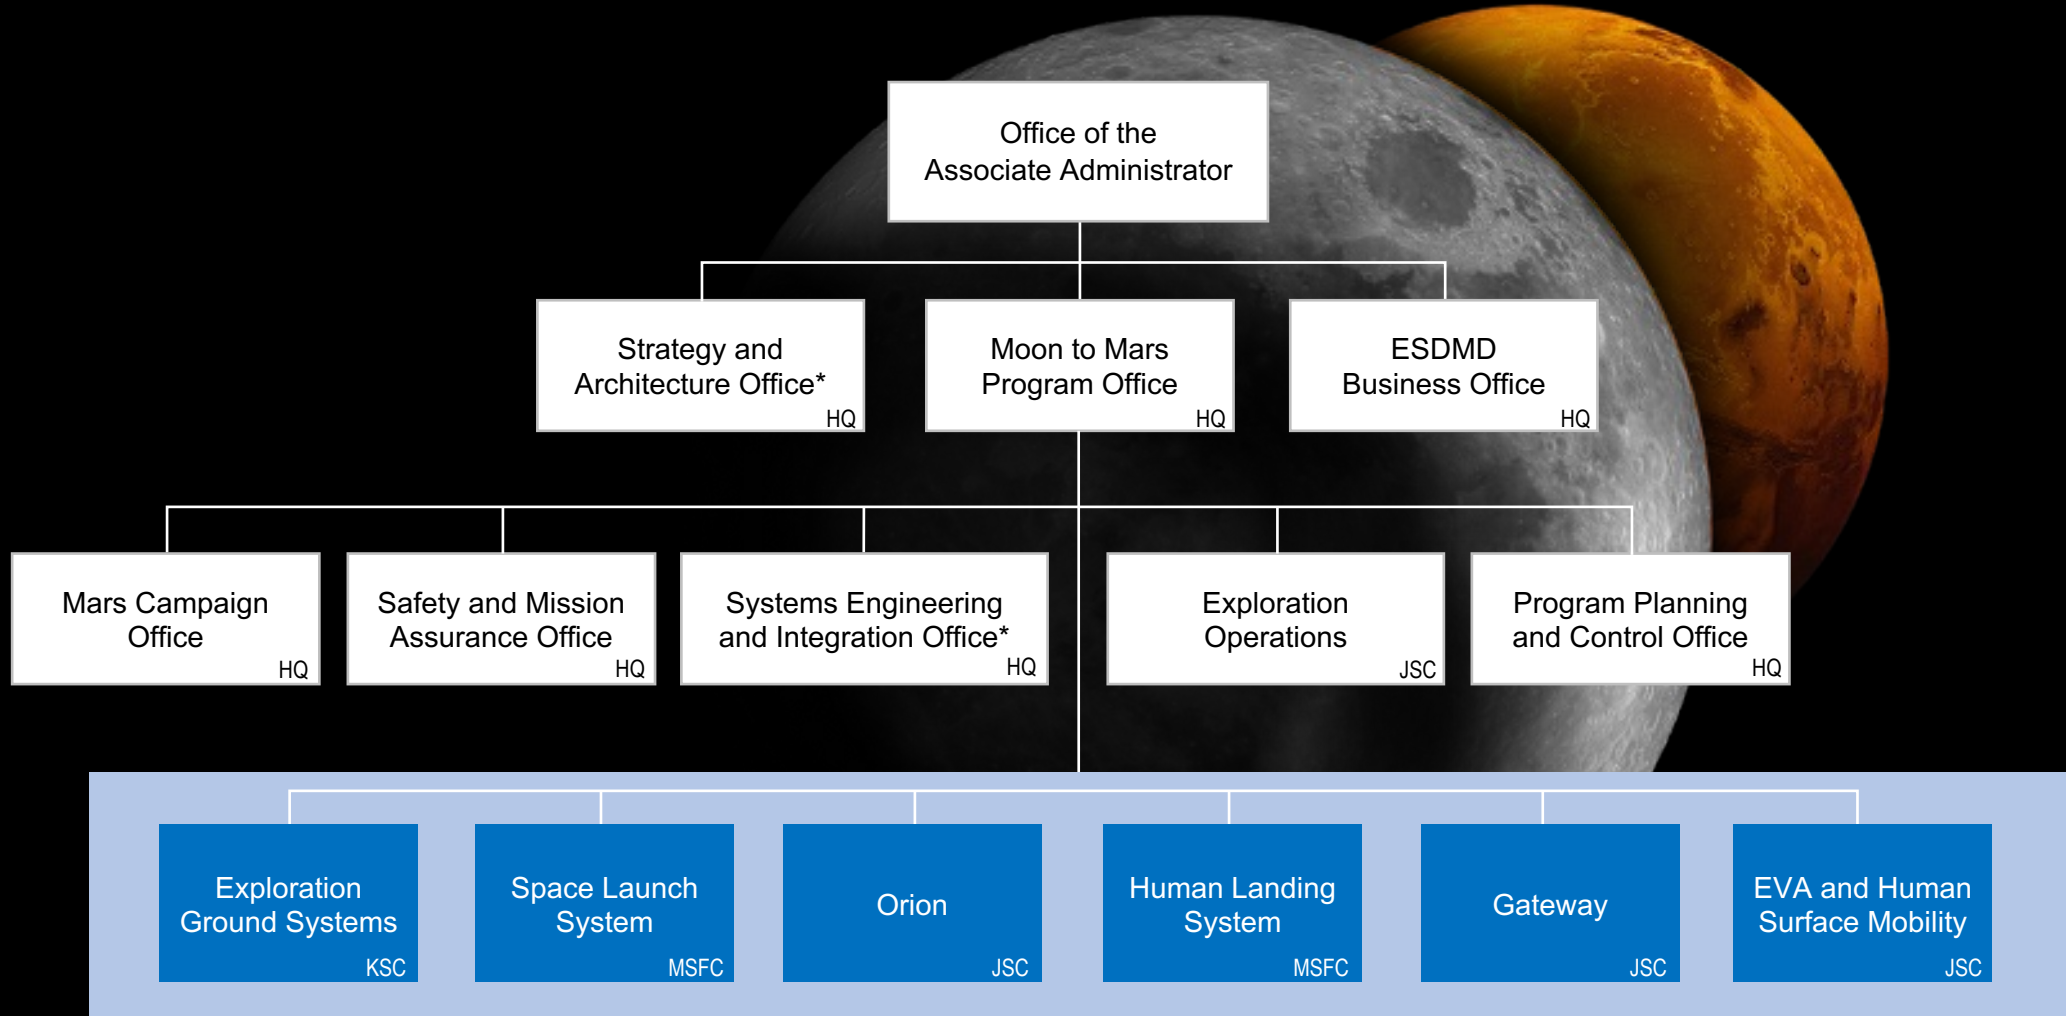 Office of the
Associate Administrator
Strategy and
Architecture Office*
HQ
Moon to Mars
Program Office
HQ
ESDMD
Business Office
HQ
Mars Campaign
Office
HQ
Safety and Mission
Assurance Office
HQ
Systems Engineering
and Integration Office*
HQ
Exploration
Operations
JSC
Program Planning
and Control Office
HQ
Exploration
Ground Systems
KSC
Space Launch
System
MSFC
Orion
JSC
Human Landing
System
MSFC
Gateway
JSC
EVA and Human
Surface Mobility
JSC